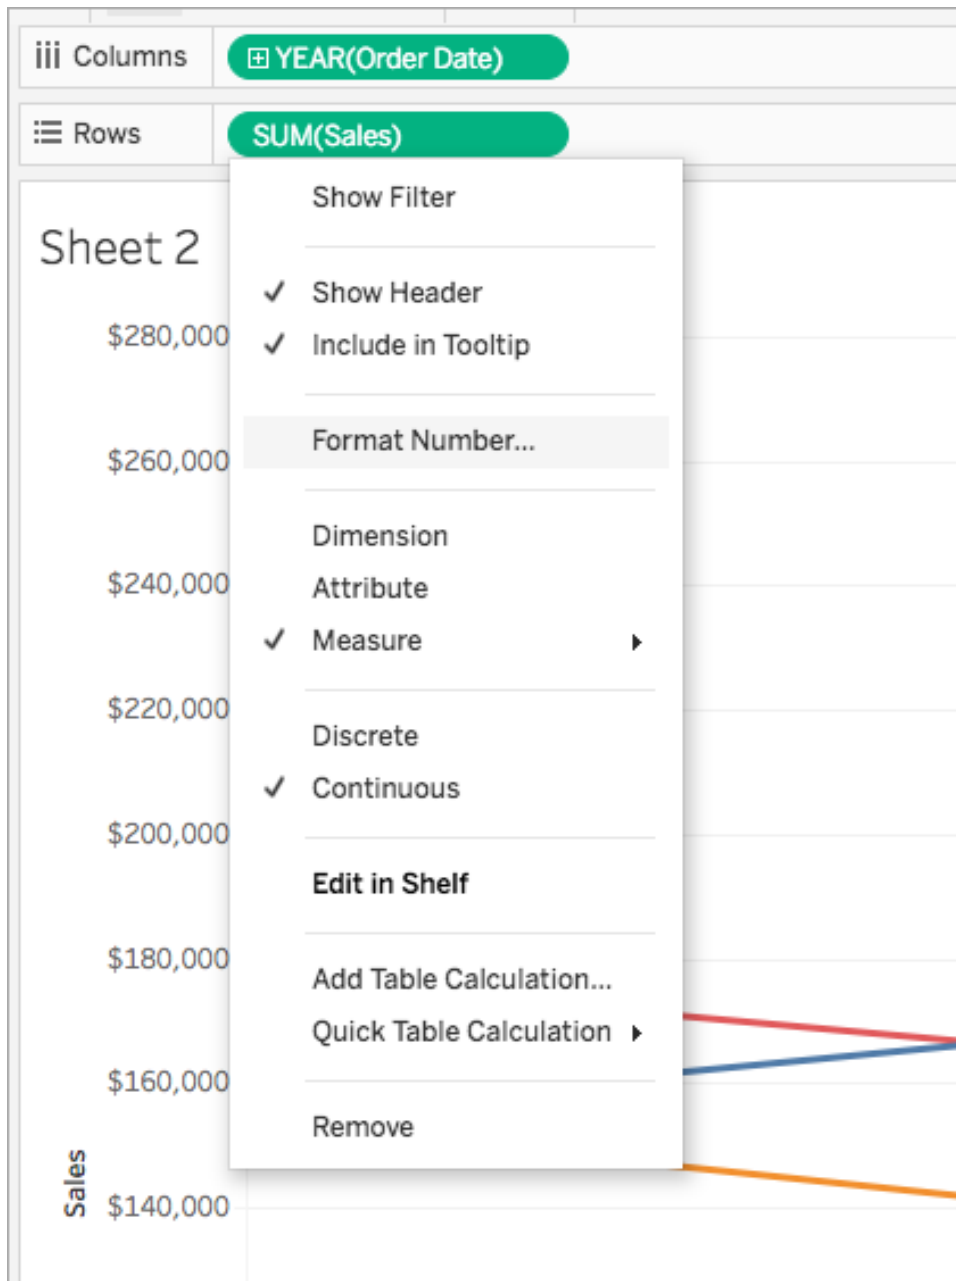 Columns
YEAR(Order Date)
Rows
SUM(Sales)
Sheet 2
Show Filter
Show Header
Include in Tooltip
Format Number...
Dimension
Attribute
Measure
Discrete
Continuous
Edit in Shelf
Add Table Calculation...
Quick Table Calculation
Remove
$280,000
$260,000
$240,000
$220,000
$200,000
$180,000
$160,000
$140,000
Sales